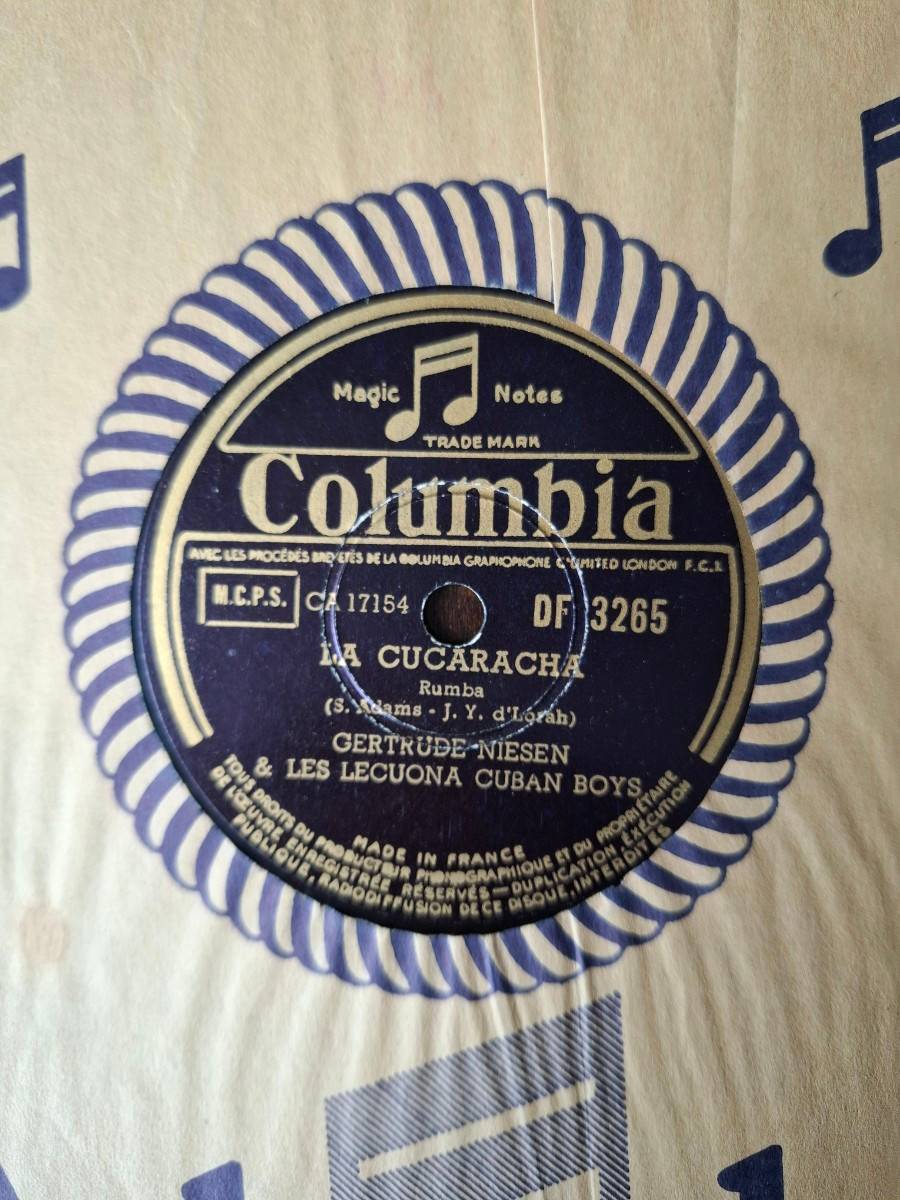 Magic Notes
TRADE MARK
Columbia
AVEC LES PROCÉDÉS BREVETÉS DE LA COLUMBIA GRAPHOPHONE Cº LIMITED LONDON F.C.1.
M.C.P.S. CA 17154 DF 3265
LA CUCARACHA
Rumba
(S. Adams - J. Y. d'Lorah)
GERTRUDE NIESEN
& LES LECUONA CUBAN BOYS
MADE IN FRANCE
TOUS DROITS DU PRODUCTEUR PHONOGRAPHIQUE ET DU PROPRIÉTAIRE
DE L'ŒUVRE ENREGISTRÉE RÉSERVÉS — DUPLICATION EXÉCUTION
PUBLIQUE, RADIODIFFUSION DE CE DISQUE, INTERDITES